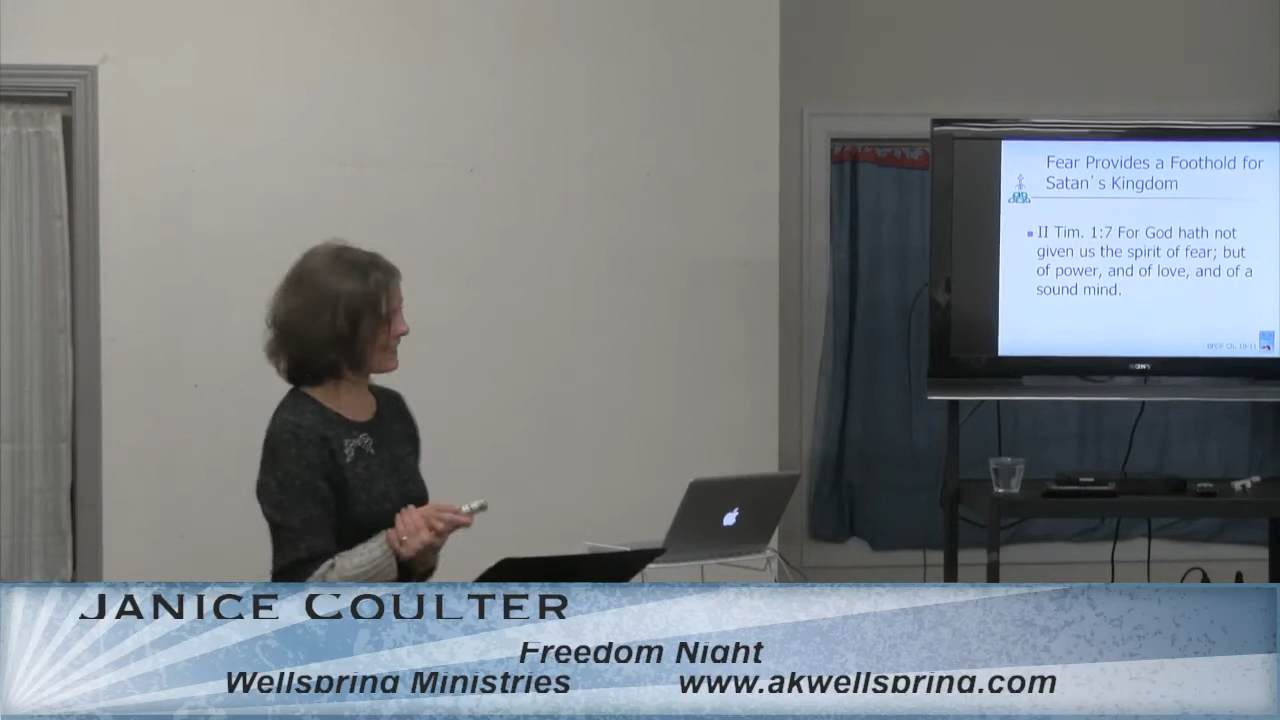 Fear Provides a Foothold for
Satan's Kingdom
II Tim. 1:7 For God hath not
given us the spirit of fear; but
of power, and of love, and of a
sound mind.
SONY
JANICE COULTER
Freedom Night
Wellspring Ministries www.akwellspring.com